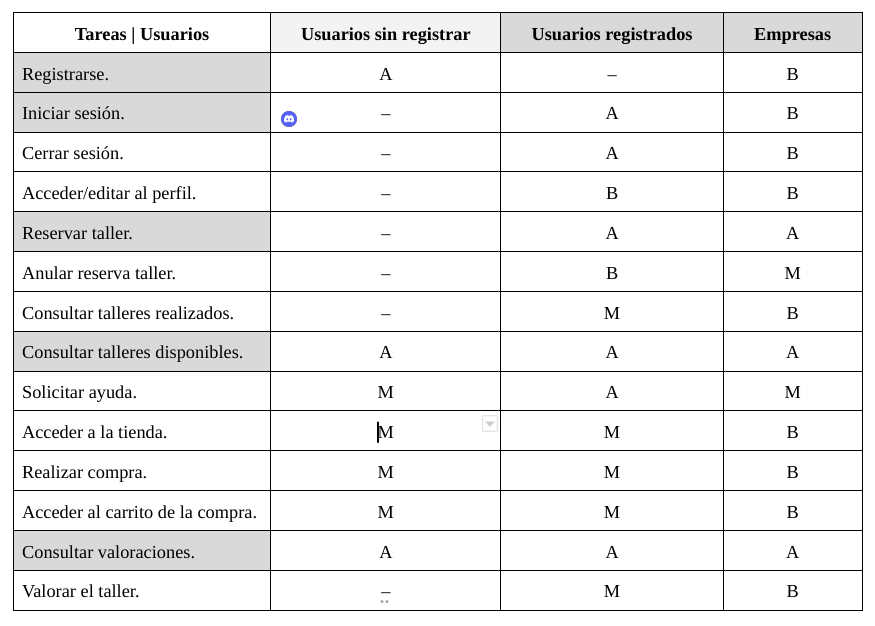 Tareas | Usuarios Usuarios sin registrar Usuarios registrados Empresas
Registrarse. A – B
Iniciar sesión. – A B
Cerrar sesión. – A B
Acceder/editar al perfil. – B B
Reservar taller. – A A
Anular reserva taller. – B M
Consultar talleres realizados. – M B
Consultar talleres disponibles. A A A
Solicitar ayuda. M A M
Acceder a la tienda. M M B
Realizar compra. M M B
Acceder al carrito de la compra. M M B
Consultar valoraciones. A A A
Valorar el taller. – M B